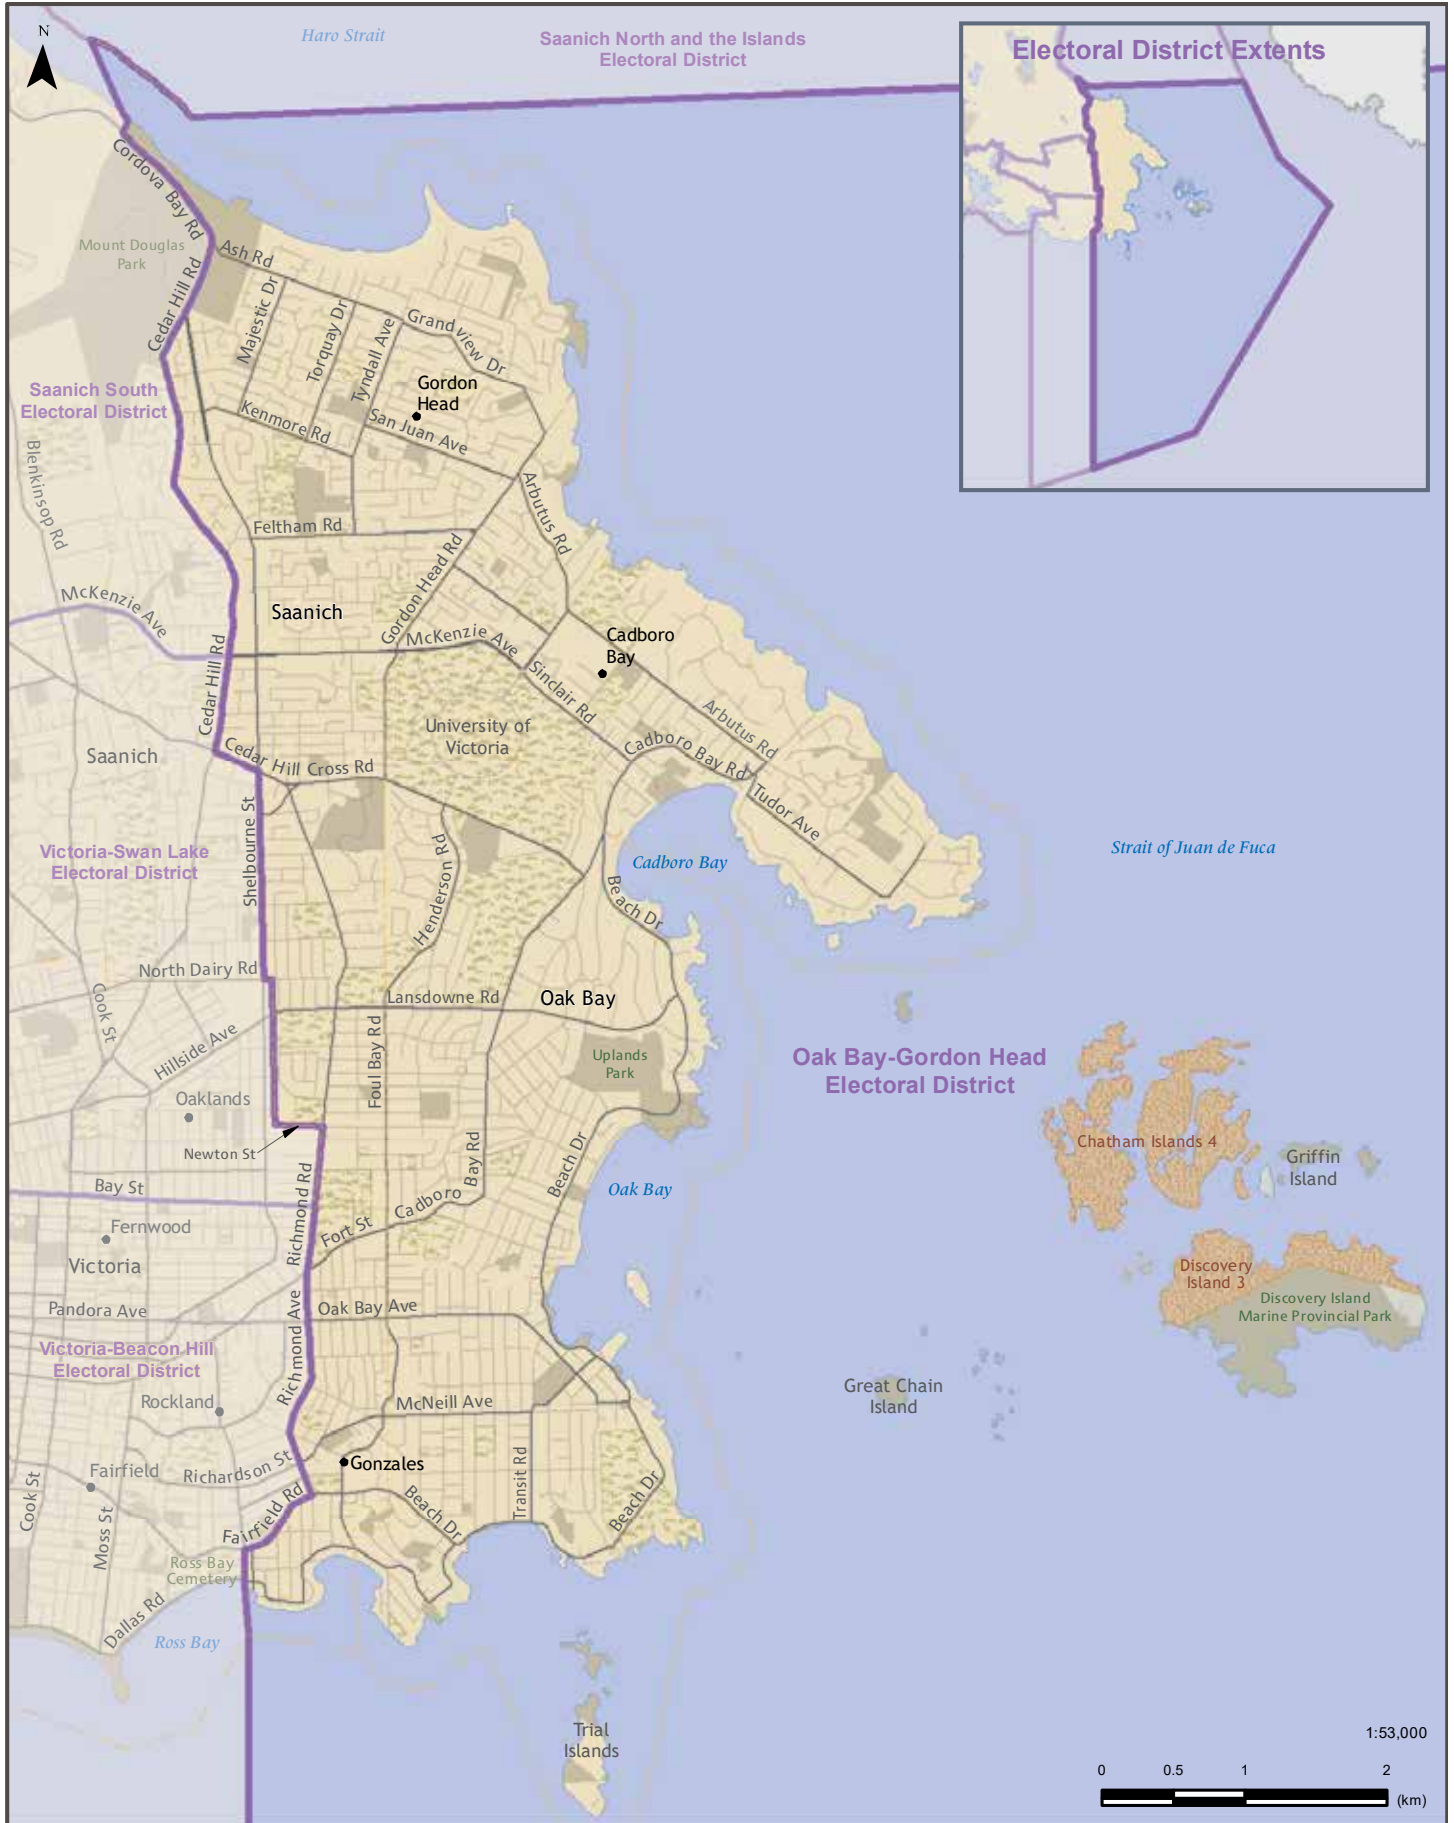 N
Haro Strait
Saanich North and the Islands
Electoral District
Electoral District Extents
Cordova Bay Rd
Mount Douglas
Park
Ash Rd
Cedar Hill Rd
Majestic Dr
Torquay Dr
Tyndall Ave
Grandview Dr
Gordon
Head
Saanich South
Electoral District
Kenmore Rd
San Juan Ave
Blenkinsop Rd
Arbutus Rd
Feltham Rd
Gordon Head Rd
McKenzie Ave
Saanich
McKenzie Ave
Cadboro
Bay
Cedar Hill Rd
Sinclair Rd
Arbutus Rd
University of
Victoria
Saanich
Cedar Hill Cross Rd
Cadboro Bay Rd
Tudor Ave
Shelbourne St
Strait of Juan de Fuca
Victoria-Swan Lake
Electoral District
Cadboro Bay
Henderson Rd
Beach Dr
North Dairy Rd
Lansdowne Rd
Oak Bay
Cook St
Hillside Ave
Foul Bay Rd
Uplands
Park
Oak Bay-Gordon Head
Electoral District
Oaklands
Newton St
Chatham Islands 4
Griffin
Island
Bay St
Richmond Rd
Cadboro Bay Rd
Beach Dr
Oak Bay
Fernwood
Fort St
Victoria
Discovery
Island 3
Discovery Island
Marine Provincial Park
Pandora Ave
Richmond Ave
Oak Bay Ave
Victoria-Beacon Hill
Electoral District
Rockland
McNeill Ave
Great Chain
Island
Fairfield
Richardson St
Gonzales
Cook St
Moss St
Fairfield Rd
Beach Dr
Transit Rd
Beach Dr
Ross Bay
Cemetery
Dallas Rd
Ross Bay
Trial
Islands
1:53,000
0 0.5 1 2
(km)